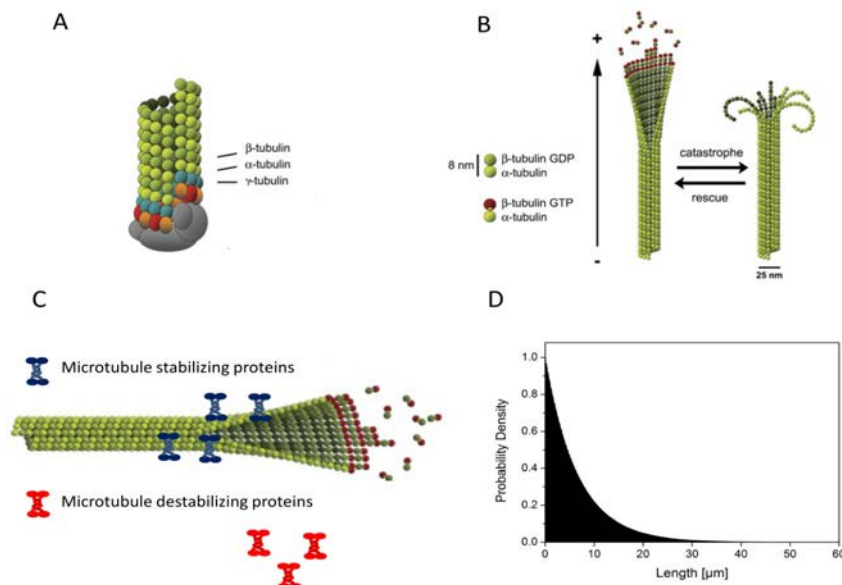 A
β-tubulin
α-tubulin
γ-tubulin
B
+
8 nm
β-tubulin GDP
α-tubulin
β-tubulin GTP
α-tubulin
-
catastrophe
rescue
25 nm
C
Microtubule stabilizing proteins
Microtubule destabilizing proteins
D
Probability Density
1.0
0.8
0.6
0.4
0.2
0.0
0 10 20 30 40 50 60
Length [µm]